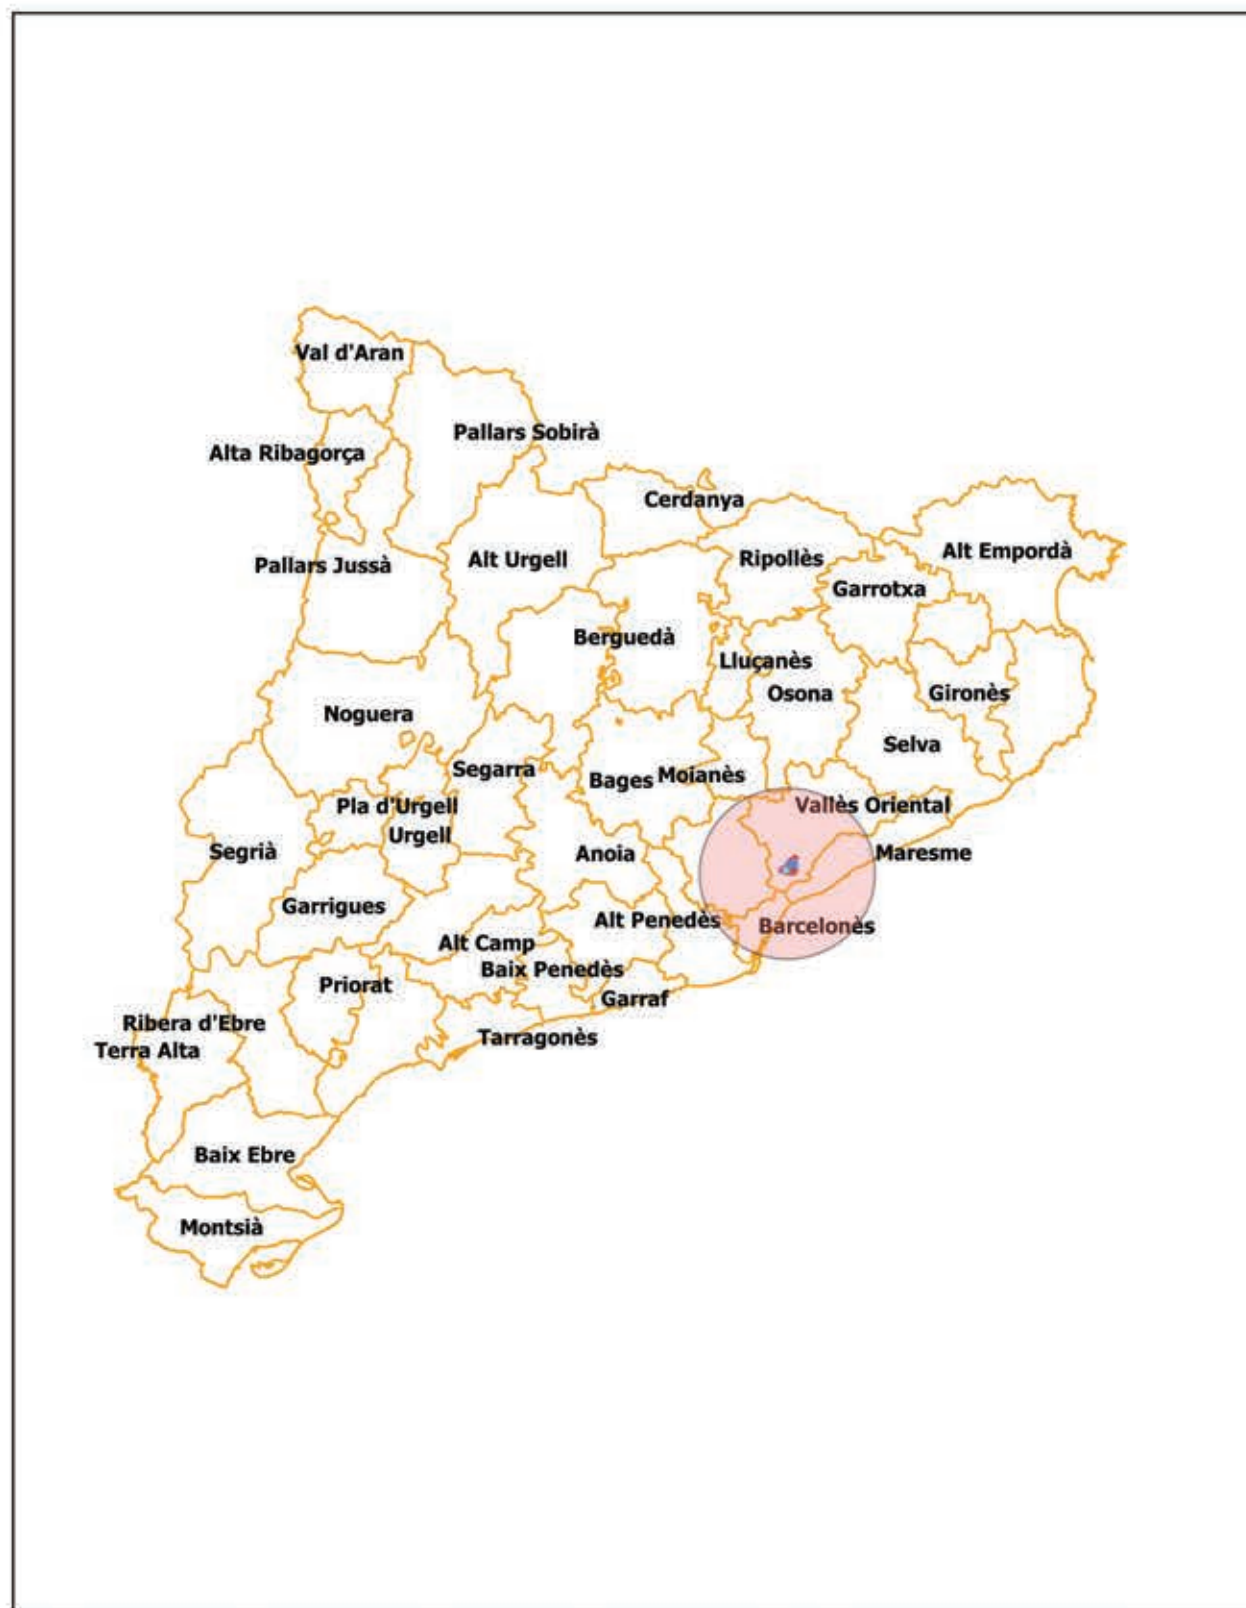 Val d'Aran
Pallars Sobirà
Alta Ribagorça
Cerdanya
Alt Empordà
Ripollès
Alt Urgell
Pallars Jussà
Garrotxa
Berguedà
Lluçanès
Osona
Gironès
Noguera
Selva
Segarra
Moianès
Bages
Vallès Oriental
Pla d'Urgell
Urgell
Segrià
Anoia
Maresme
Garrigues
Alt Penedès
Barcelonès
Alt Camp
Baix Penedès
Priorat
Garraf
Ribera d'Ebre
Tarragonès
Terra Alta
Baix Ebre
Montsià